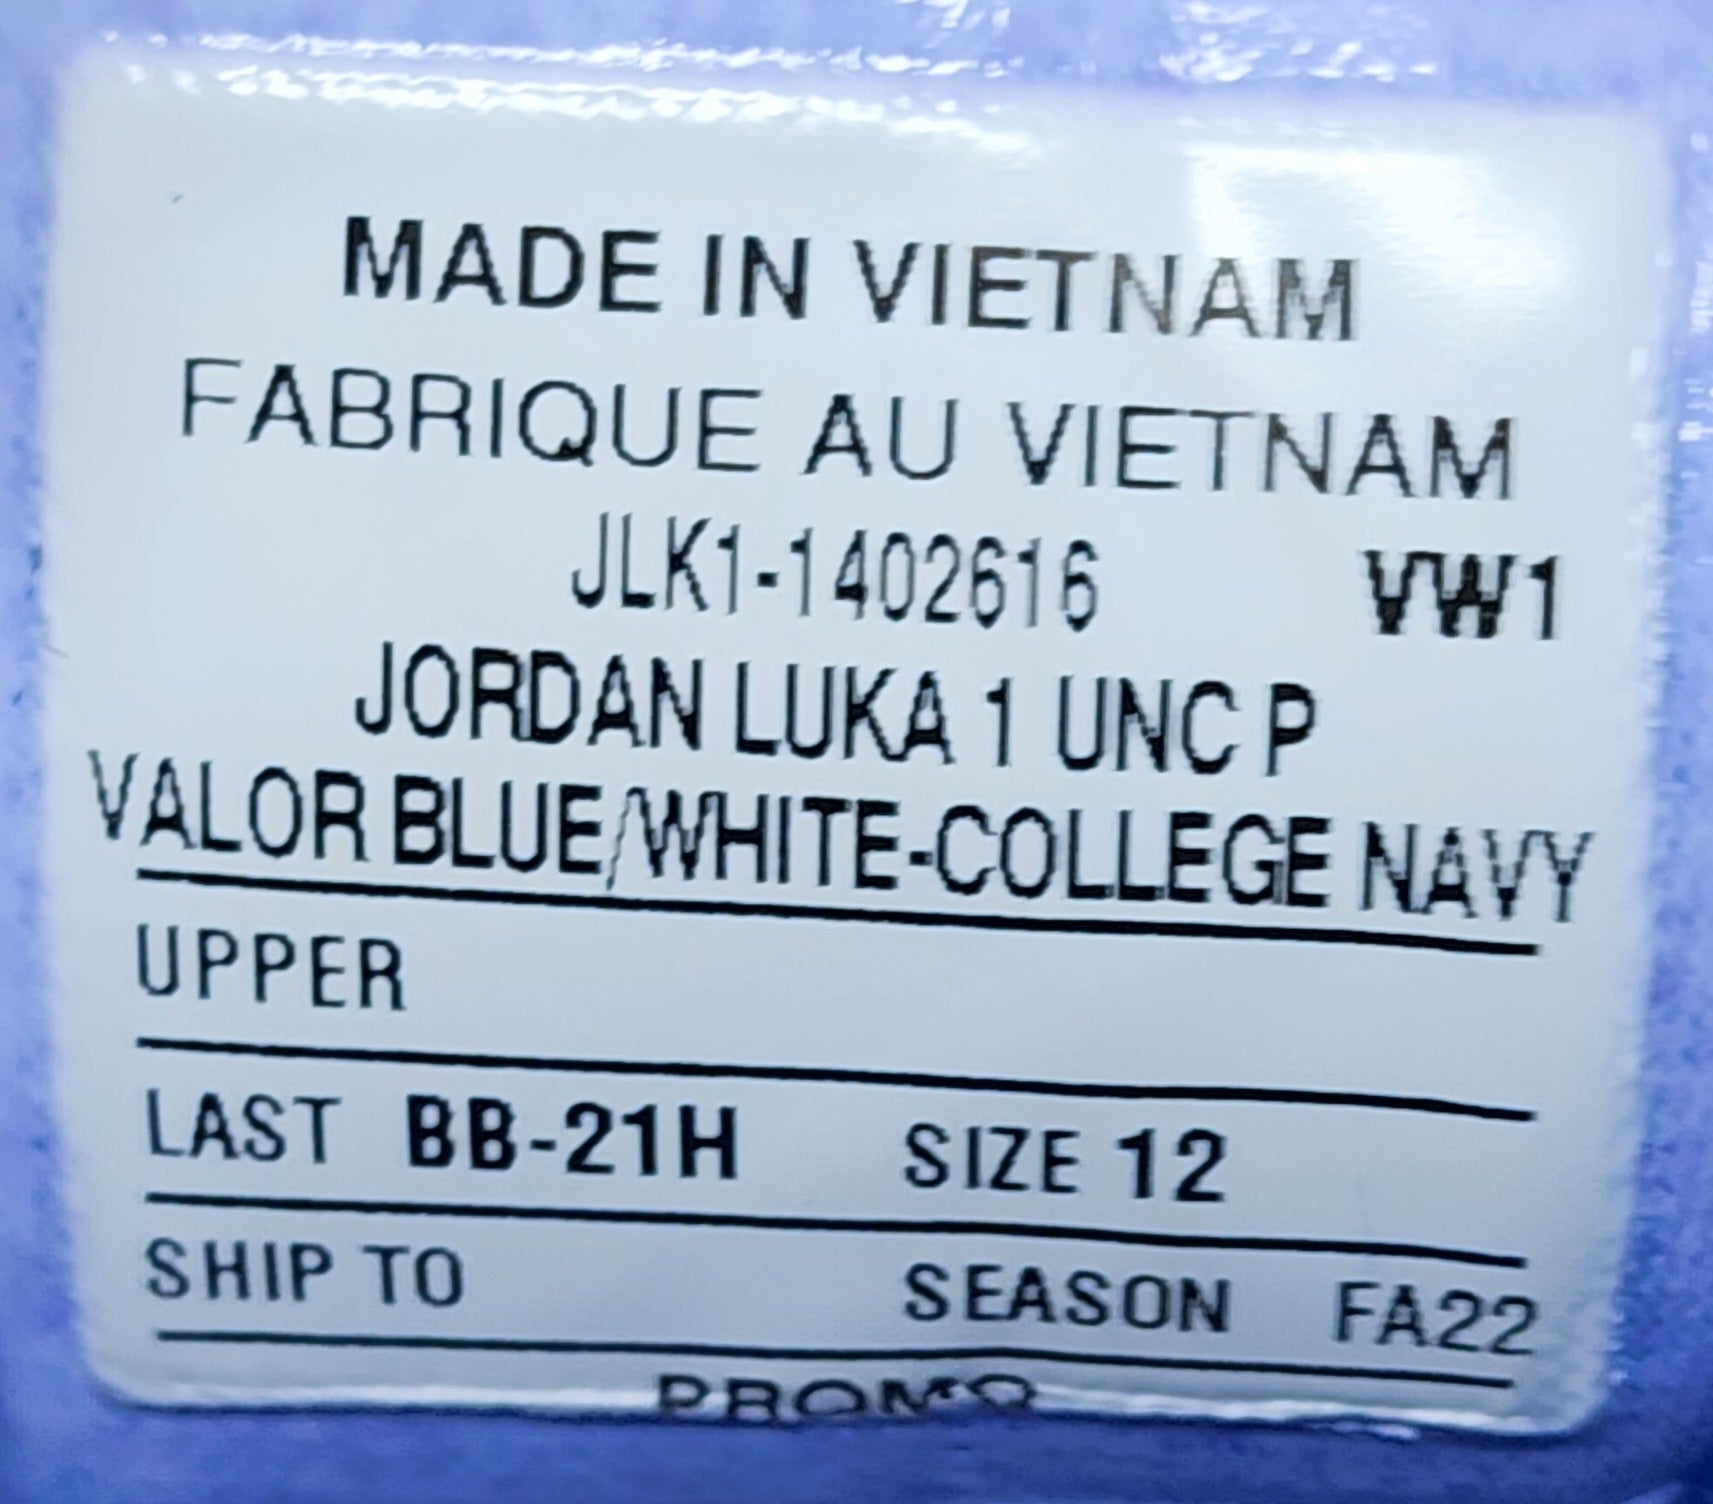 MADE IN VIETNAM
FABRIQUE AU VIETNAM
JLK1-1402616 VW1
JORDAN LUKA 1 UNC P
VALOR BLUE/WHITE-COLLEGE NAVY
UPPER
LAST BB-21H SIZE 12
SHIP TO SEASON FA22
PROMO